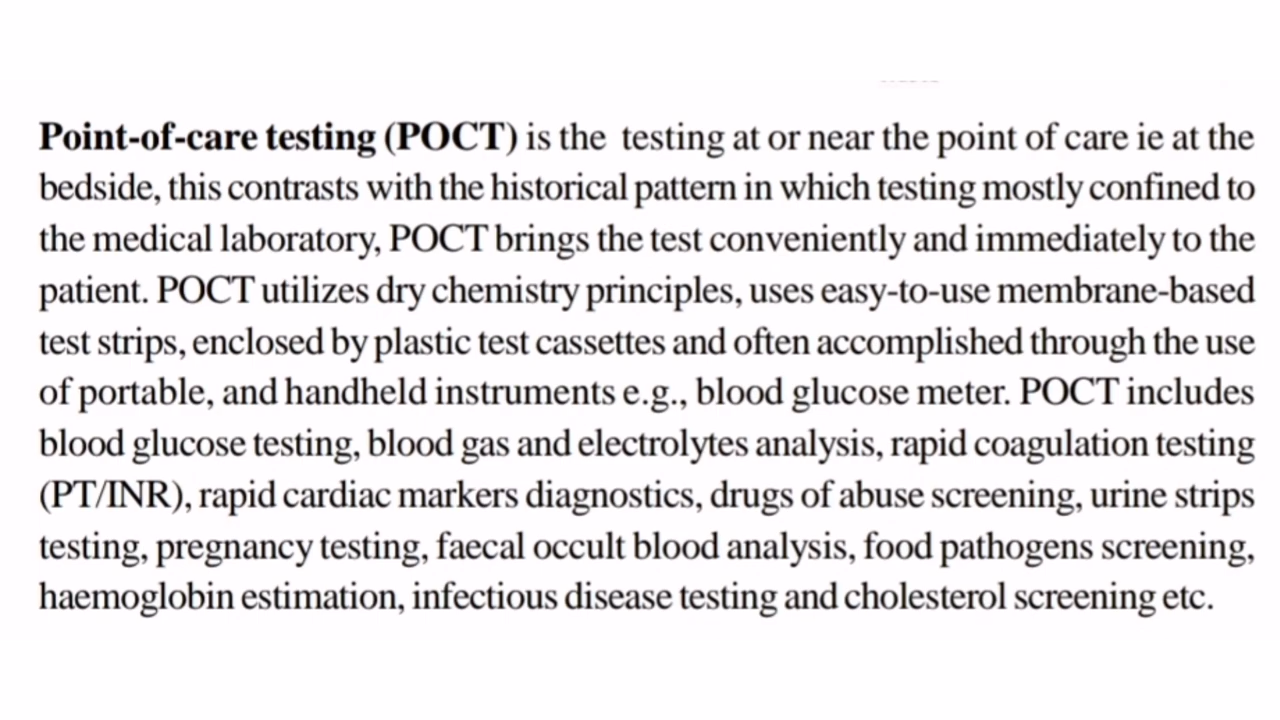 Point-of-care testing (POCT) is the testing at or near the point of care ie at the
bedside, this contrasts with the historical pattern in which testing mostly confined to
the medical laboratory, POCT brings the test conveniently and immediately to the
patient. POCT utilizes dry chemistry principles, uses easy-to-use membrane-based
test strips, enclosed by plastic test cassettes and often accomplished through the use
of portable, and handheld instruments e.g., blood glucose meter. POCT includes
blood glucose testing, blood gas and electrolytes analysis, rapid coagulation testing
(PT/INR), rapid cardiac markers diagnostics, drugs of abuse screening, urine strips
testing, pregnancy testing, faecal occult blood analysis, food pathogens screening,
haemoglobin estimation, infectious disease testing and cholesterol screening etc.